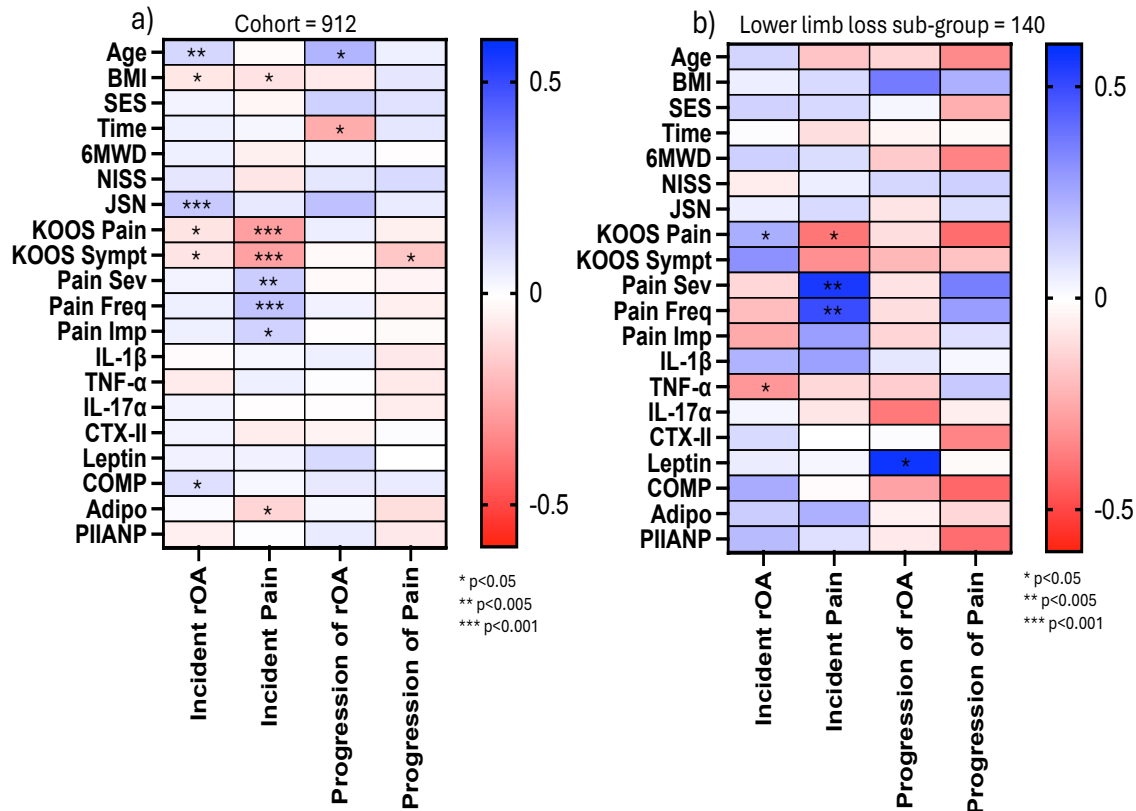 a)
Cohort = 912
Age
BMI
SES
Time
6MWD
NISS
JSN
KOOS Pain
KOOS Sympt
Pain Sev
Pain Freq
Pain Imp
IL-1β
TNF-α
IL-17α
CTX-II
Leptin
COMP
Adipo
PIIANP
** *
* *
*
***
* ***
* *** *
**
***
*
*
*
0.5
0
-0.5
Incident rOA
Incident Pain
Progression of rOA
Progression of Pain
* p<0.05
** p<0.005
*** p<0.001
b)
Lower limb loss sub-group = 140
Age
BMI
SES
Time
6MWD
NISS
JSN
KOOS Pain
KOOS Sympt
Pain Sev
Pain Freq
Pain Imp
IL-1β
TNF-α
IL-17α
CTX-II
Leptin
COMP
Adipo
PIIANP
* *
**
**
*
*
0.5
0
-0.5
Incident rOA
Incident Pain
Progression of rOA
Progression of Pain
* p<0.05
** p<0.005
*** p<0.001